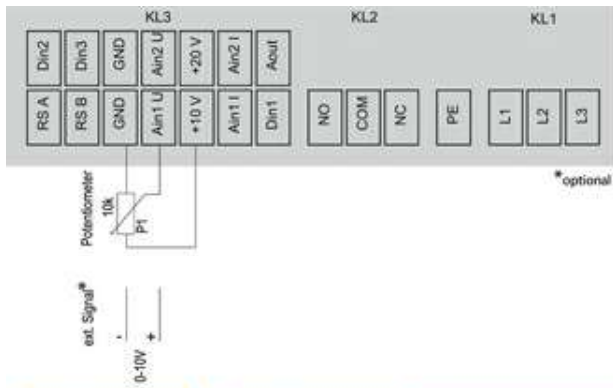 KL3 KL2 KL1
Din2 Din3 GND Ain2 U +20 V Ain2 I Aout
RS A RS B GND Ain1 U +10 V Ain1 I Din1 NO COM NC PE L1 L2 L3
*optional
Potentiometer
10k
P1
ext. Signal*
- +
0-10V